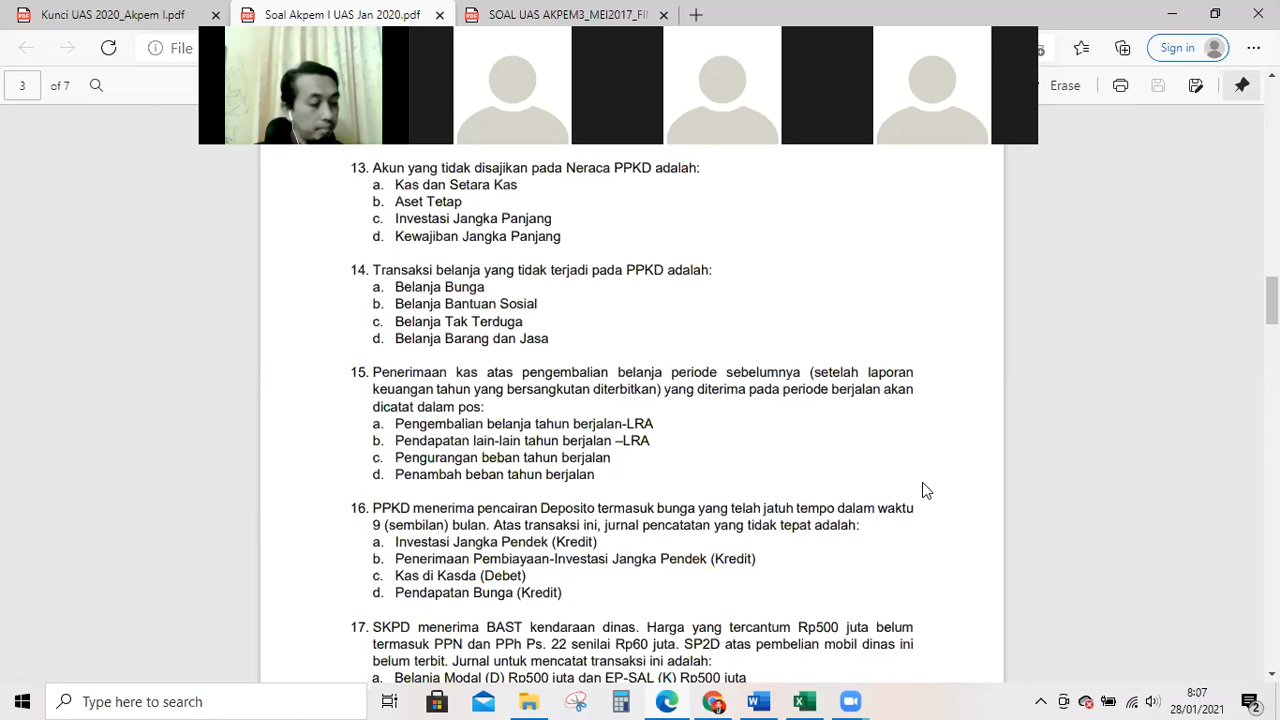 Kunci UAS 2020,Akpem I.pdf
Soal Akpem I UAS Jan 2020.pdf
SOAL UAS AKPEM3_MEI2017_FI
File
Sign in
3 of 7
Erase
13. Akun yang tidak disajikan pada Neraca PPKD adalah:
a. Kas dan Setara Kas
b. Aset Tetap
c. Investasi Jangka Panjang
d. Kewajiban Jangka Panjang
14. Transaksi belanja yang tidak terjadi pada PPKD adalah:
a. Belanja Bunga
b. Belanja Bantuan Sosial
c. Belanja Tak Terduga
d. Belanja Barang dan Jasa
15. Penerimaan kas atas pengembalian belanja periode sebelumnya (setelah laporan
keuangan tahun yang bersangkutan diterbitkan) yang diterima pada periode berjalan akan
dicatat dalam pos:
a. Pengembalian belanja tahun berjalan-LRA
b. Pendapatan lain-lain tahun berjalan –LRA
c. Pengurangan beban tahun berjalan
d. Penambah beban tahun berjalan
16. PPKD menerima pencairan Deposito termasuk bunga yang telah jatuh tempo dalam waktu
9 (sembilan) bulan. Atas transaksi ini, jurnal pencatatan yang tidak tepat adalah:
a. Investasi Jangka Pendek (Kredit)
b. Penerimaan Pembiayaan-Investasi Jangka Pendek (Kredit)
c. Kas di Kasda (Debet)
d. Pendapatan Bunga (Kredit)
17. SKPD menerima BAST kendaraan dinas. Harga yang tercantum Rp500 juta belum
termasuk PPN dan PPh Ps. 22 senilai Rp60 juta. SP2D atas pembelian mobil dinas ini
belum terbit. Jurnal untuk mencatat transaksi ini adalah:
a. Belanja Modal (D) Rp500 juta dan EP-SAL (K) Rp500 juta
Type here to search
38:07
28/01/2021
2